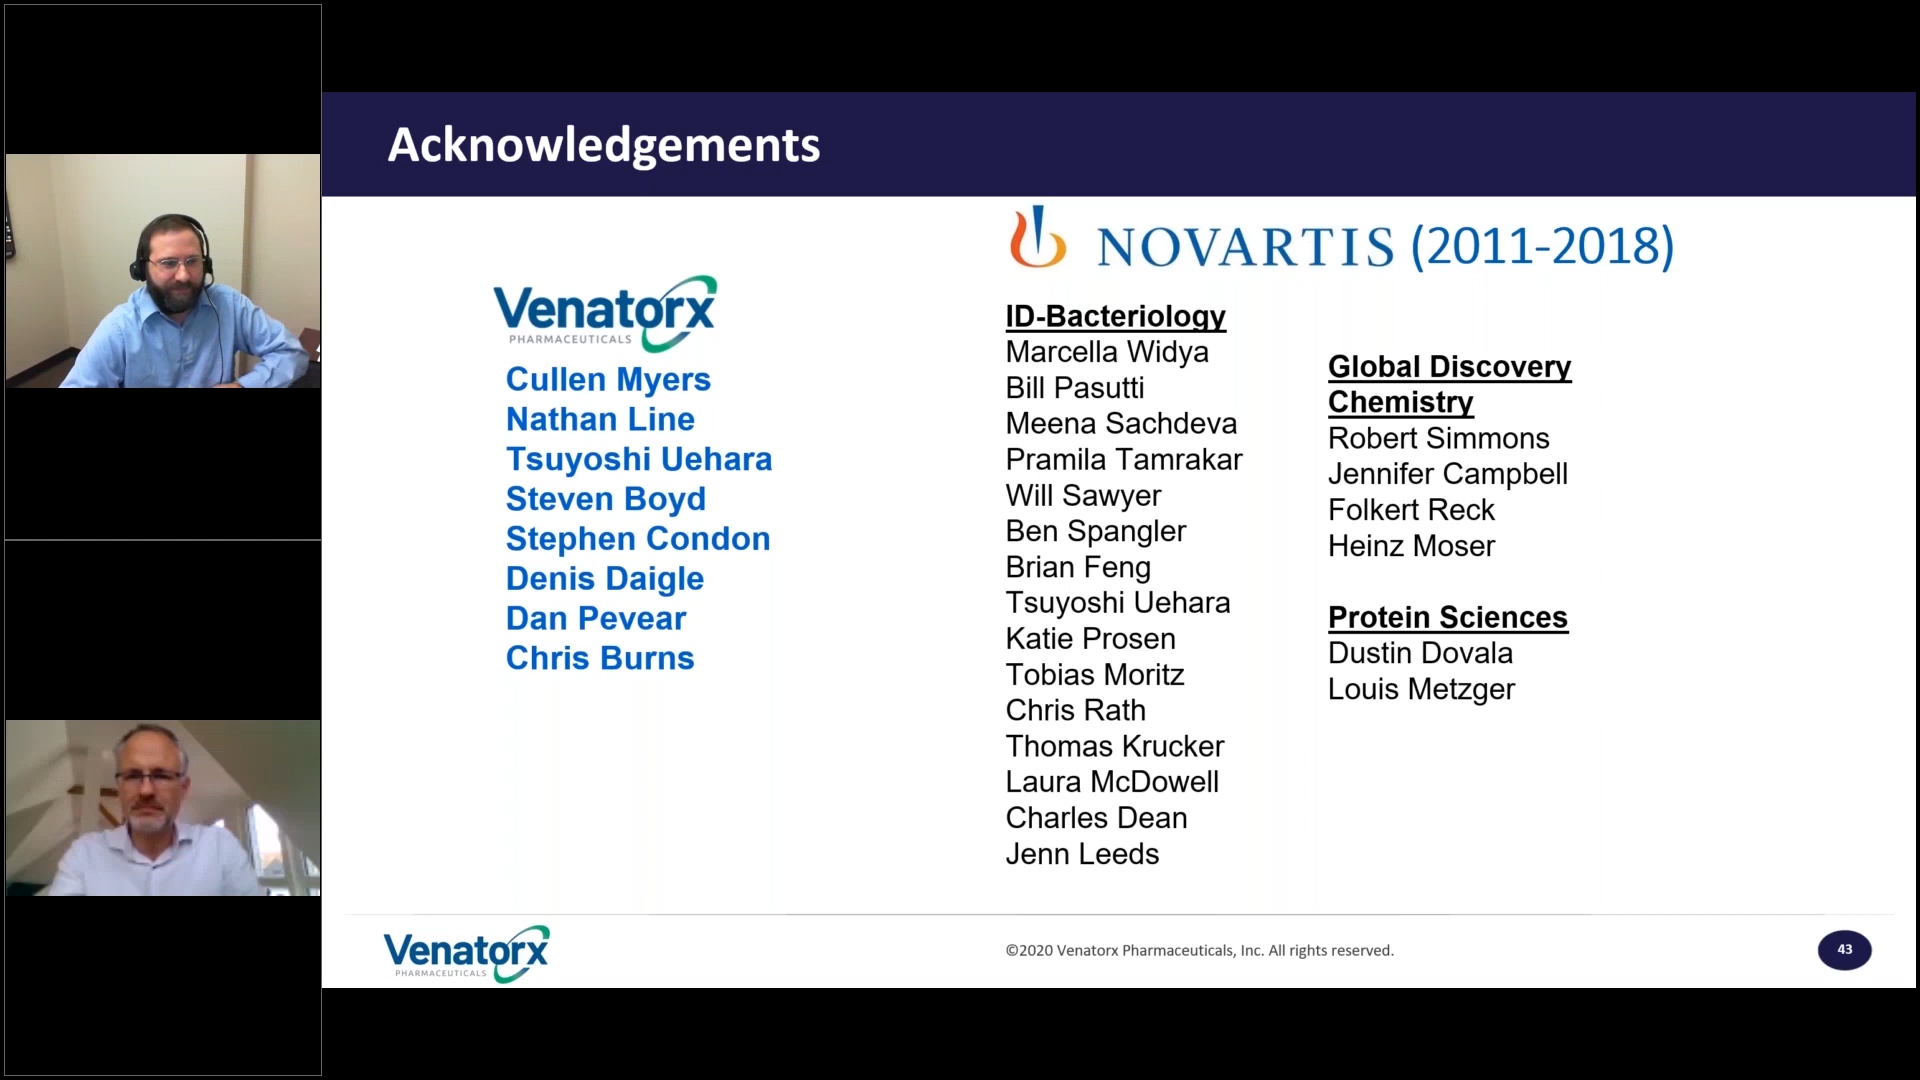 Acknowledgements
Venatorx
PHARMACEUTICALS
Cullen Myers
Nathan Line
Tsuyoshi Uehara
Steven Boyd
Stephen Condon
Denis Daigle
Dan Pevear
Chris Burns
NOVARTIS (2011-2018)
ID-Bacteriology
Marcella Widya
Bill Pasutti
Meena Sachdeva
Pramila Tamrakar
Will Sawyer
Ben Spangler
Brian Feng
Tsuyoshi Uehara
Katie Prosen
Tobias Moritz
Chris Rath
Thomas Krucker
Laura McDowell
Charles Dean
Jenn Leeds
Global Discovery
Chemistry
Robert Simmons
Jennifer Campbell
Folkert Reck
Heinz Moser
Protein Sciences
Dustin Dovala
Louis Metzger
Venatorx
PHARMACEUTICALS
©2020 Venatorx Pharmaceuticals, Inc. All rights reserved.
43